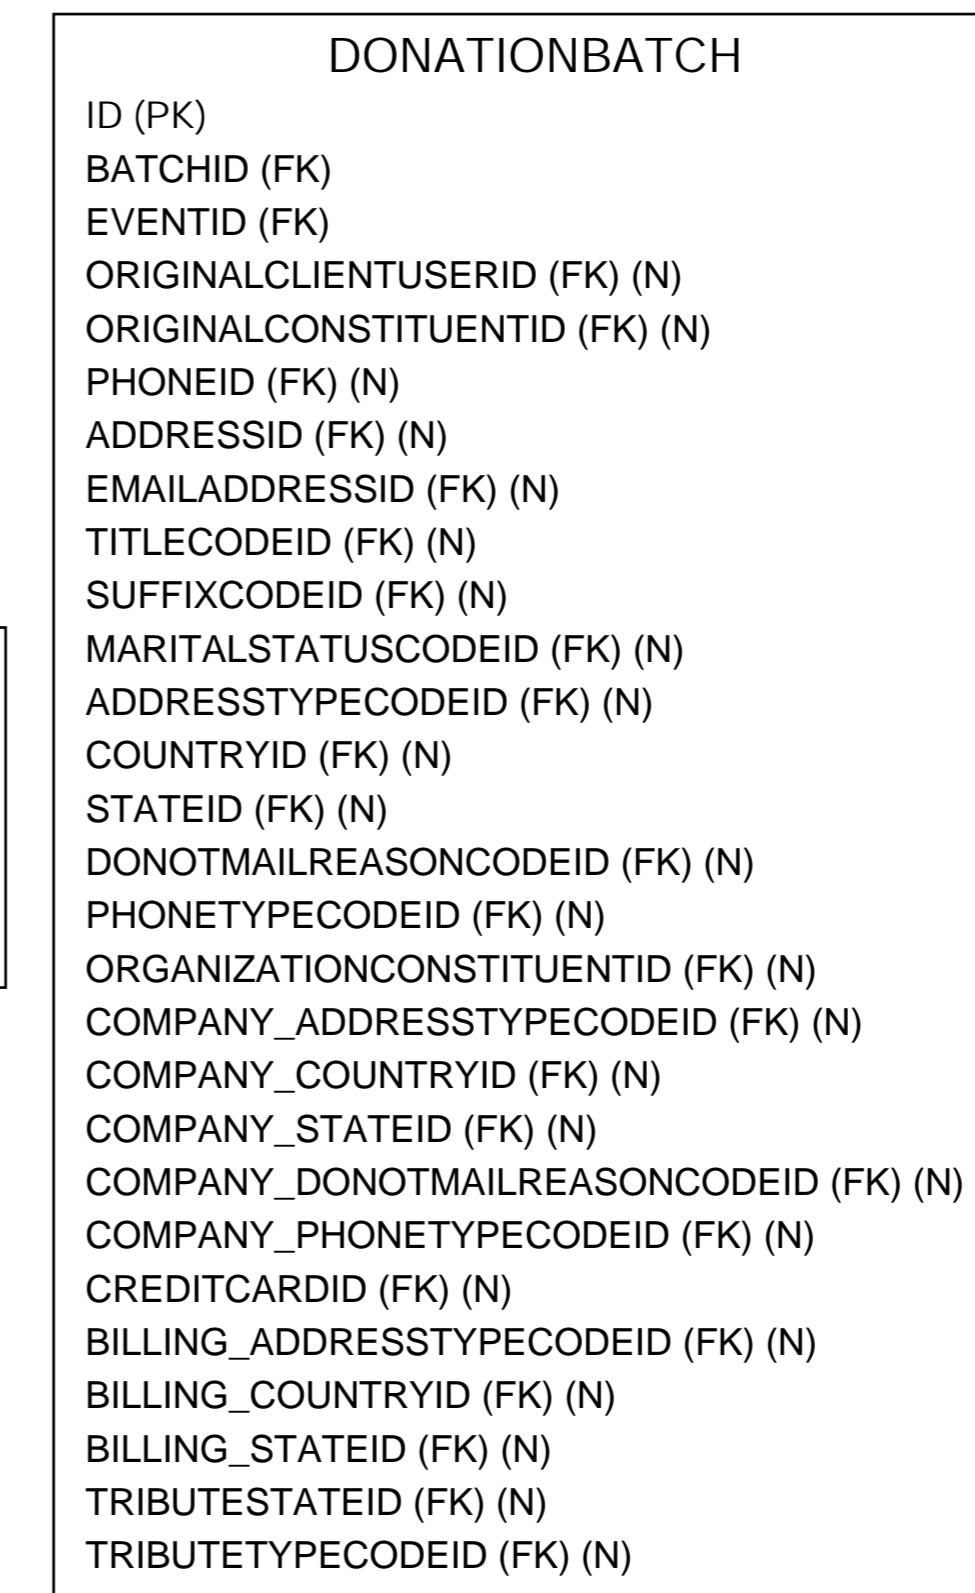 DONATIONBATCH
ID (PK)
BATCHID (FK)
EVENTID (FK)
ORIGINALCLIENTUSERID (FK) (N)
ORIGINALCONSTITUENTID (FK) (N)
PHONEID (FK) (N)
ADDRESSID (FK) (N)
EMAILADDRESSID (FK) (N)
TITLECODEID (FK) (N)
SUFFIXCODEID (FK) (N)
MARITALSTATUSCODEID (FK) (N)
ADDRESSTYPECODEID (FK) (N)
COUNTRYID (FK) (N)
STATEID (FK) (N)
DONOTMAILREASONCODEID (FK) (N)
PHONETYPECODEID (FK) (N)
ORGANIZATIONCONSTITUENTID (FK) (N)
COMPANY_ADDRESSTYPECODEID (FK) (N)
COMPANY_COUNTRYID (FK) (N)
COMPANY_STATEID (FK) (N)
COMPANY_DONOTMAILREASONCODEID (FK) (N)
COMPANY_PHONETYPECODEID (FK) (N)
CREDITCARDID (FK) (N)
BILLING_ADDRESSTYPECODEID (FK) (N)
BILLING_COUNTRYID (FK) (N)
BILLING_STATEID (FK) (N)
TRIBUTESTATEID (FK) (N)
TRIBUTETYPECODEID (FK) (N)